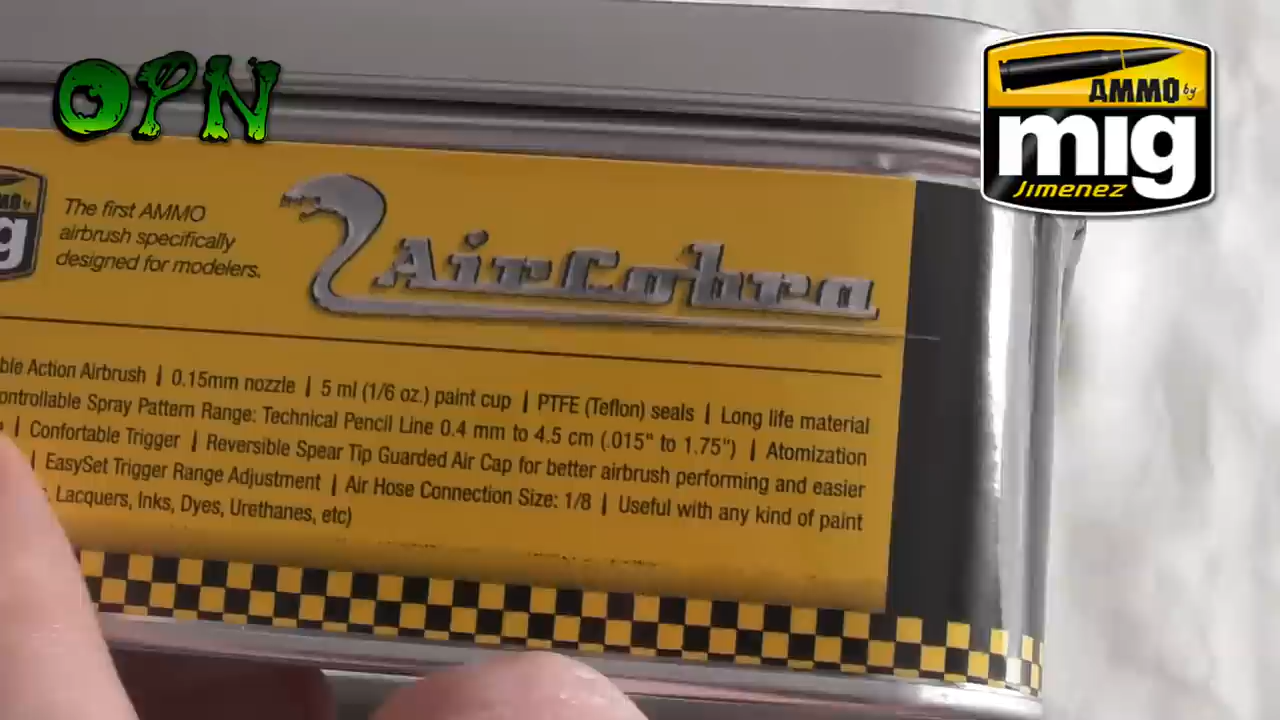 OPN
AMMO by
mig
Jimenez
The first AMMO
airbrush specifically
designed for modelers.
AirCobra
Action Airbrush | 0.15mm nozzle | 5 ml (1/6 oz.) paint cup | PTFE (Teflon) seals | Long life material
Spray Pattern Range: Technical Pencil Line 0.4 mm to 4.5 cm (.015" to 1.75") | Atomization
| Confortable Trigger | Reversible Spear Tip Guarded Air Cap for better airbrush performing and easier
| EasySet Trigger Range Adjustment | Air Hose Connection Size: 1/8 | Useful with any kind of paint
Lacquers, Inks, Dyes, Urethanes, etc)